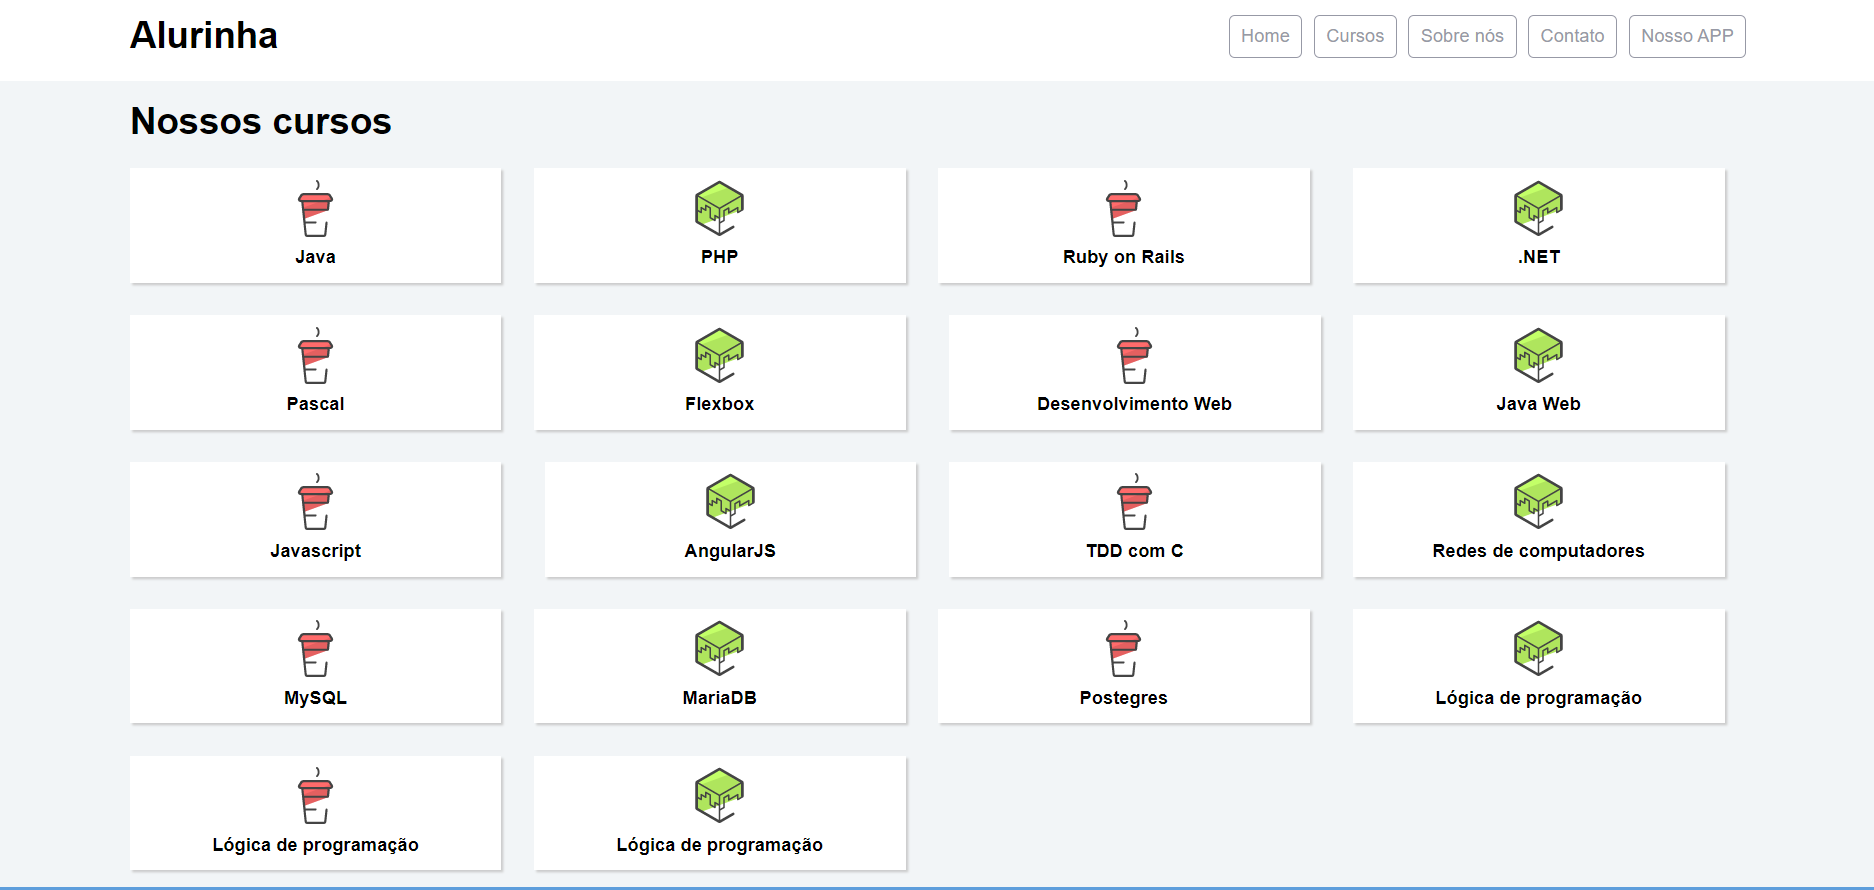 Alurinha
Home Cursos Sobre nós Contato Nosso APP
Nossos cursos
Java PHP Ruby on Rails .NET
Pascal Flexbox Desenvolvimento Web Java Web
Javascript AngularJS TDD com C Redes de computadores
MySQL MariaDB Postegres Lógica de programação
Lógica de programação Lógica de programação